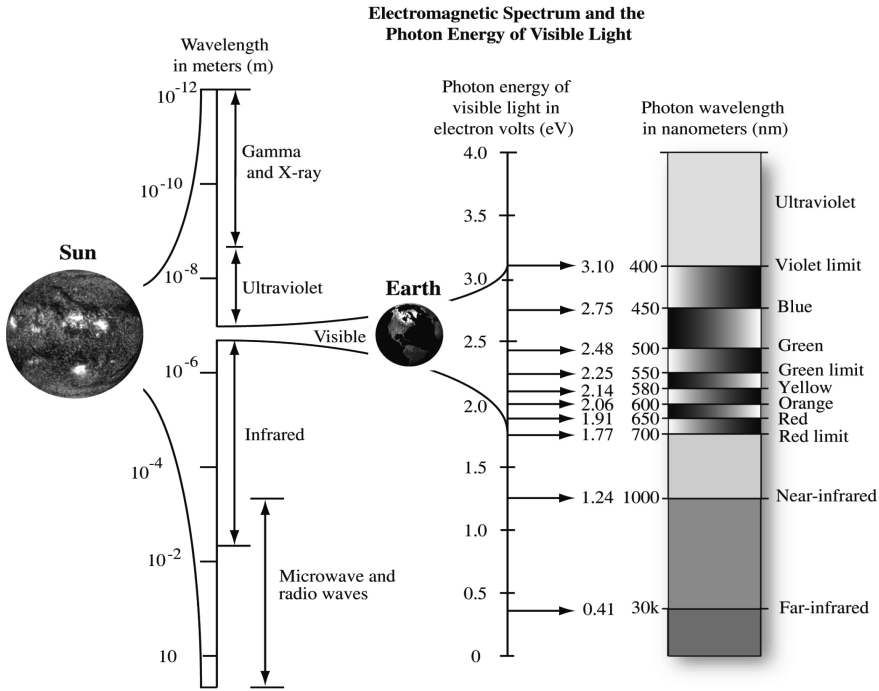 Electromagnetic Spectrum and the
Photon Energy of Visible Light
Wavelength
in meters (m)
10-12
10-10
10-8
10-6
10-4
10-2
10
Gamma
and X-ray
Ultraviolet
Visible
Infrared
Microwave and
radio waves
Sun
Earth
Photon energy of
visible light in
electron volts (eV)
4.0
3.5
3.0
2.5
2.0
1.5
1.0
0.5
0
Photon wavelength
in nanometers (nm)
Ultraviolet
3.10 400 Violet limit
2.75 450 Blue
2.48 500 Green
2.25 550 Green limit
2.14 580 Yellow
2.06 600 Orange
1.91 650 Red
1.77 700 Red limit
1.24 1000 Near-infrared
0.41 30k Far-infrared